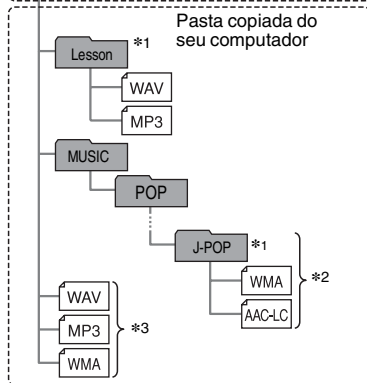 Pasta copiada do
seu computador
Lesson *1
WAV
MP3
MUSIC
POP
J-POP *1
WMA
*2
AAC-LC
WAV
MP3
*3
WMA